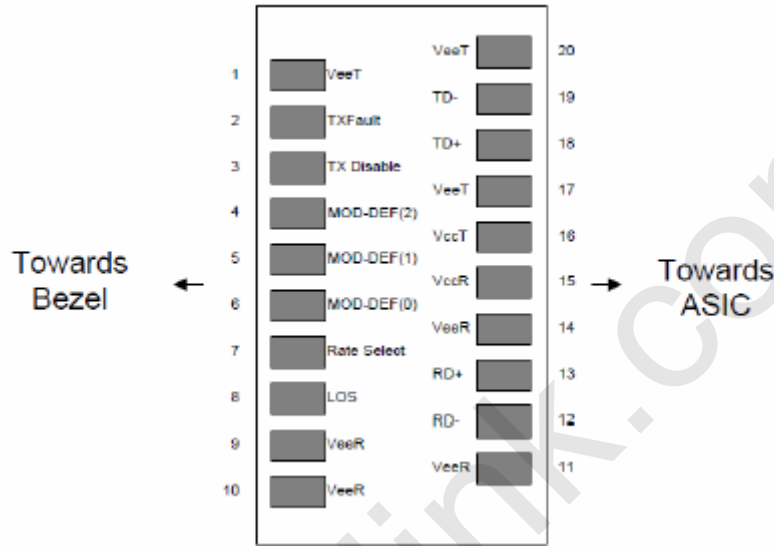 VeeT 20
1 VeeT
TD- 19
2 TXFault
TD+ 18
3 TX Disable
VeeT 17
4 MOD-DEF(2)
VccT 16
5 MOD-DEF(1)
Towards
Bezel
VccR 15
Towards
ASIC
6 MOD-DEF(0)
VeeR 14
7 Rate Select
RD+ 13
8 LOS
RD- 12
9 VeeR
VeeR 11
10 VeeR
link.com